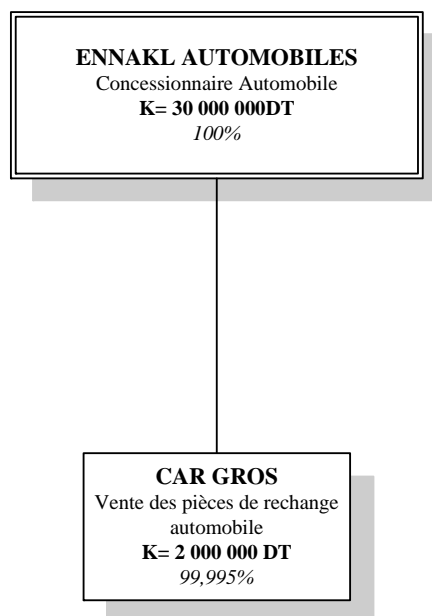 ENNAKL AUTOMOBILES
Concessionnaire Automobile
K= 30 000 000DT
100%
CAR GROS
Vente des pièces de rechange
automobile
K= 2 000 000 DT
99,995%